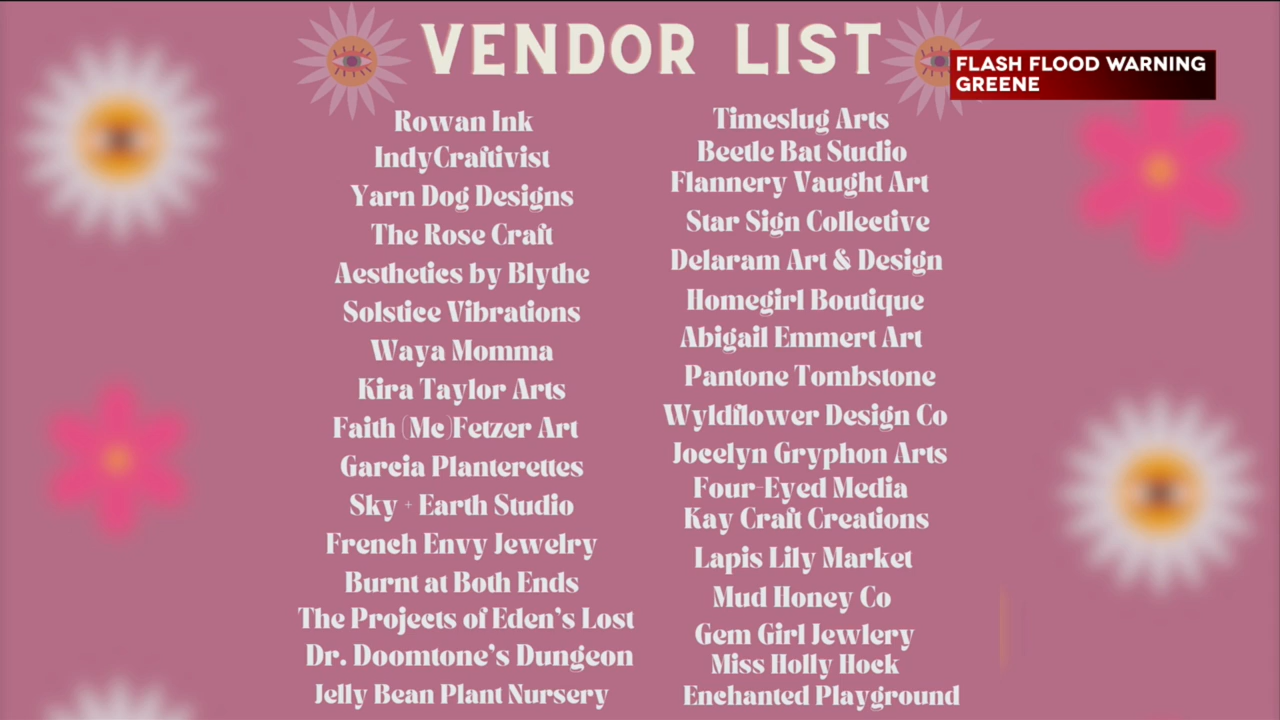 VENDOR LIST
FLASH FLOOD WARNING
GREENE
Rowan Ink
IndyCraftivist
Yarn Dog Designs
The Rose Craft
Aesthetics by Blythe
Solstice Vibrations
Waya Momma
Kira Taylor Arts
Faith (Mc)Fetzer Art
Garcia Planterettes
Sky + Earth Studio
French Envy Jewelry
Burnt at Both Ends
The Projects of Eden's Lost
Dr. Doomtone's Dungeon
Jelly Bean Plant Nursery
Timeslug Arts
Beetle Bat Studio
Flannery Vaught Art
Star Sign Collective
Delaram Art & Design
Homegirl Boutique
Abigail Emmert Art
Pantone Tombstone
Wyldflower Design Co
Jocelyn Gryphon Arts
Four-Eyed Media
Kay Craft Creations
Lapis Lily Market
Mud Honey Co
Gem Girl Jewlery
Miss Holly Hock
Enchanted Playground